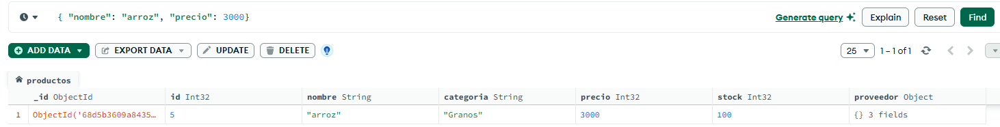 { "nombre": "arroz", "precio": 3000}
Generate query Explain Reset Find
ADD DATA EXPORT DATA UPDATE DELETE 25 1 – 1 of 1
productos
_id ObjectId id Int32 nombre String categoria String precio Int32 stock Int32 proveedor Object
1 ObjectId('68d5b3609a8435… 5 "arroz" "Granos" 3000 100 {} 3 fields